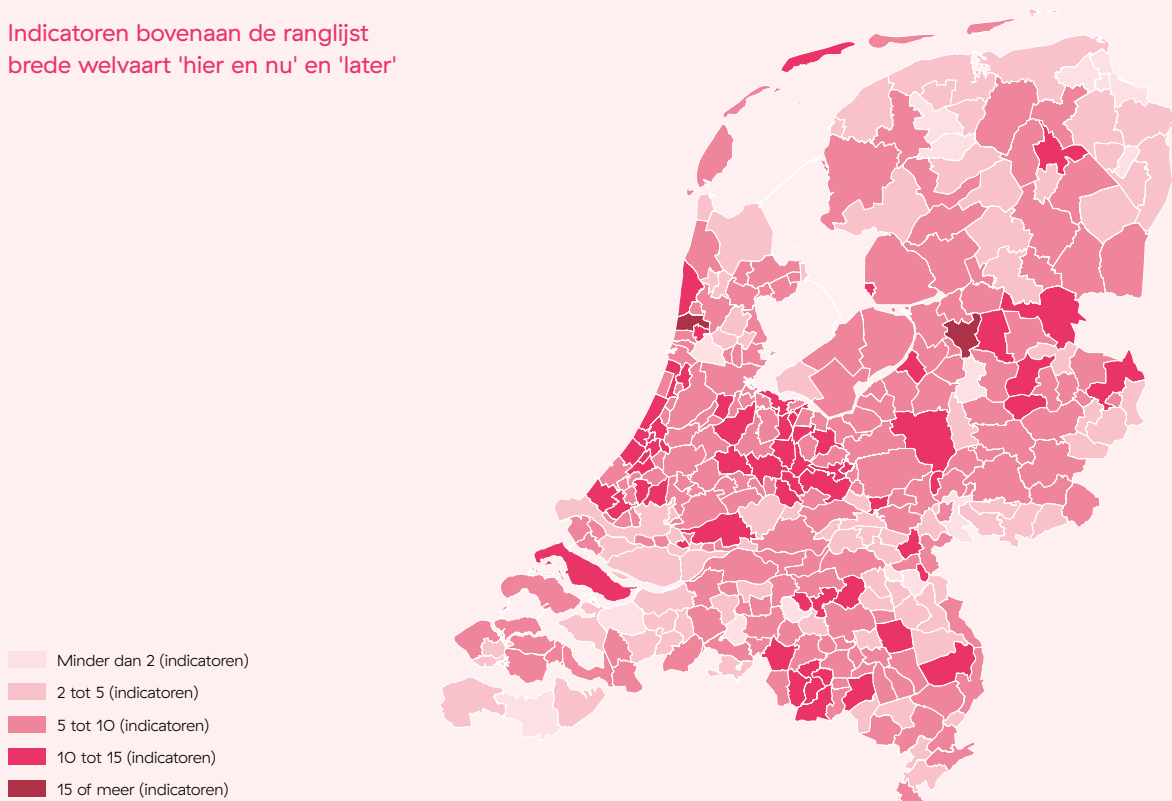 Indicatoren bovenaan de ranglijst
brede welvaart 'hier en nu' en 'later'
Minder dan 2 (indicatoren)
2 tot 5 (indicatoren)
5 tot 10 (indicatoren)
10 tot 15 (indicatoren)
15 of meer (indicatoren)